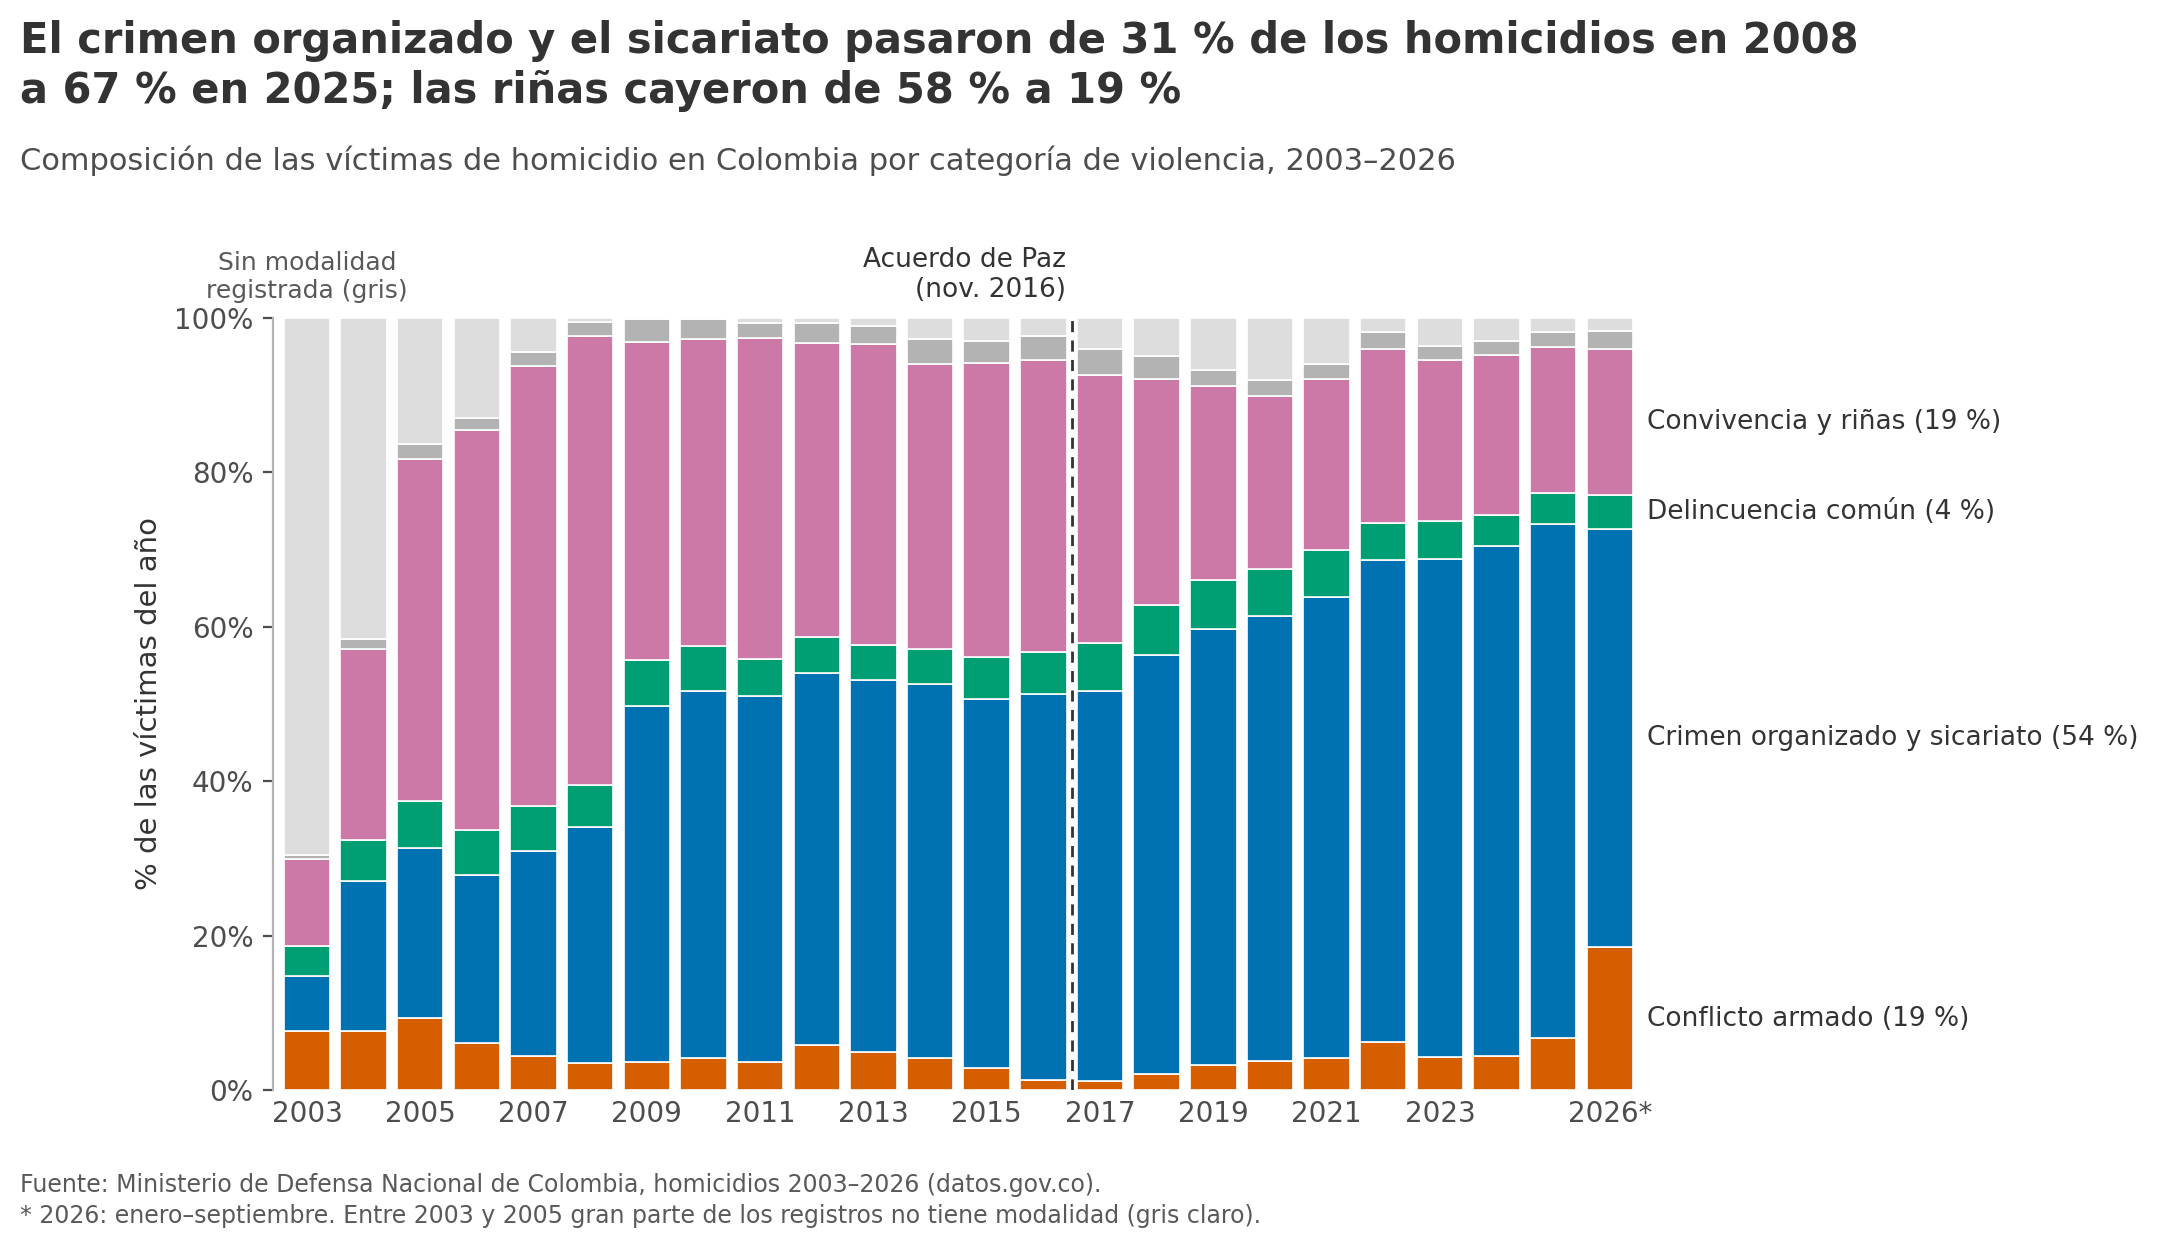 El crimen organizado y el sicariato pasaron de 31 % de los homicidios en 2008
a 67 % en 2025; las riñas cayeron de 58 % a 19 %
Composición de las víctimas de homicidio en Colombia por categoría de violencia, 2003–2026
Sin modalidad
registrada (gris)
Acuerdo de Paz
(nov. 2016)
% de las víctimas del año
100%
80%
60%
40%
20%
0%
Convivencia y riñas (19 %)
Delincuencia común (4 %)
Crimen organizado y sicariato (54 %)
Conflicto armado (19 %)
2003 2005 2007 2009 2011 2013 2015 2017 2019 2021 2023 2026*
Fuente: Ministerio de Defensa Nacional de Colombia, homicidios 2003–2026 (datos.gov.co).
* 2026: enero–septiembre. Entre 2003 y 2005 gran parte de los registros no tiene modalidad (gris claro).